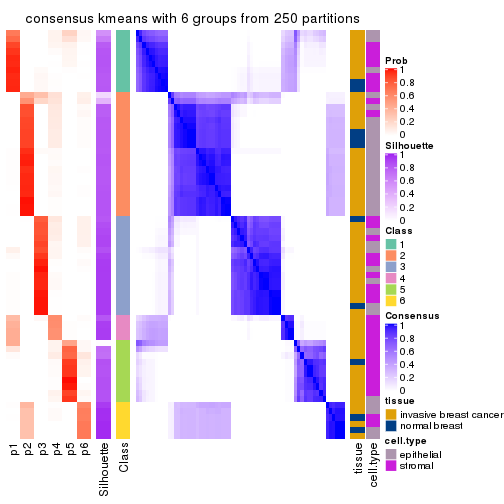 consensus kmeans with 6 groups from 250 partitions
Prob
1
0.8
0.6
0.4
0.2
0
Silhouette
1
0.8
0.6
0.4
0.2
0
Class
1
2
3
4
5
6
Consensus
1
0.8
0.6
0.4
0.2
0
tissue
invasive breast cancer
normal breast
cell.type
epithelial
stromal
p1
p2
p3
p4
p5
p6
Silhouette
Class
tissue
cell.type